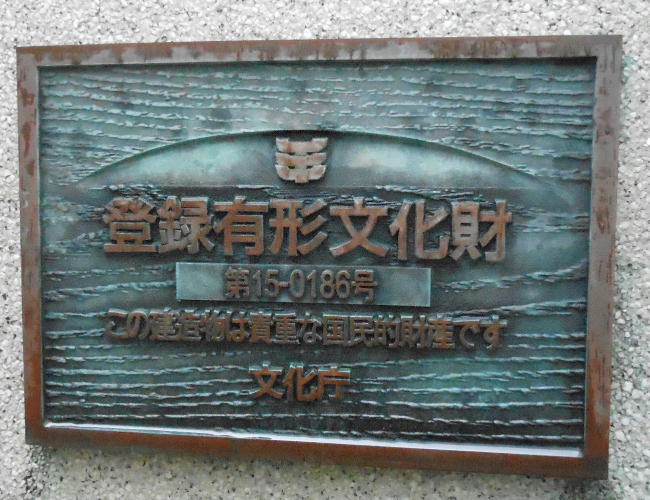 登録有形文化財
第15-0186号
この建造物は貴重な国民的財産です
文化庁